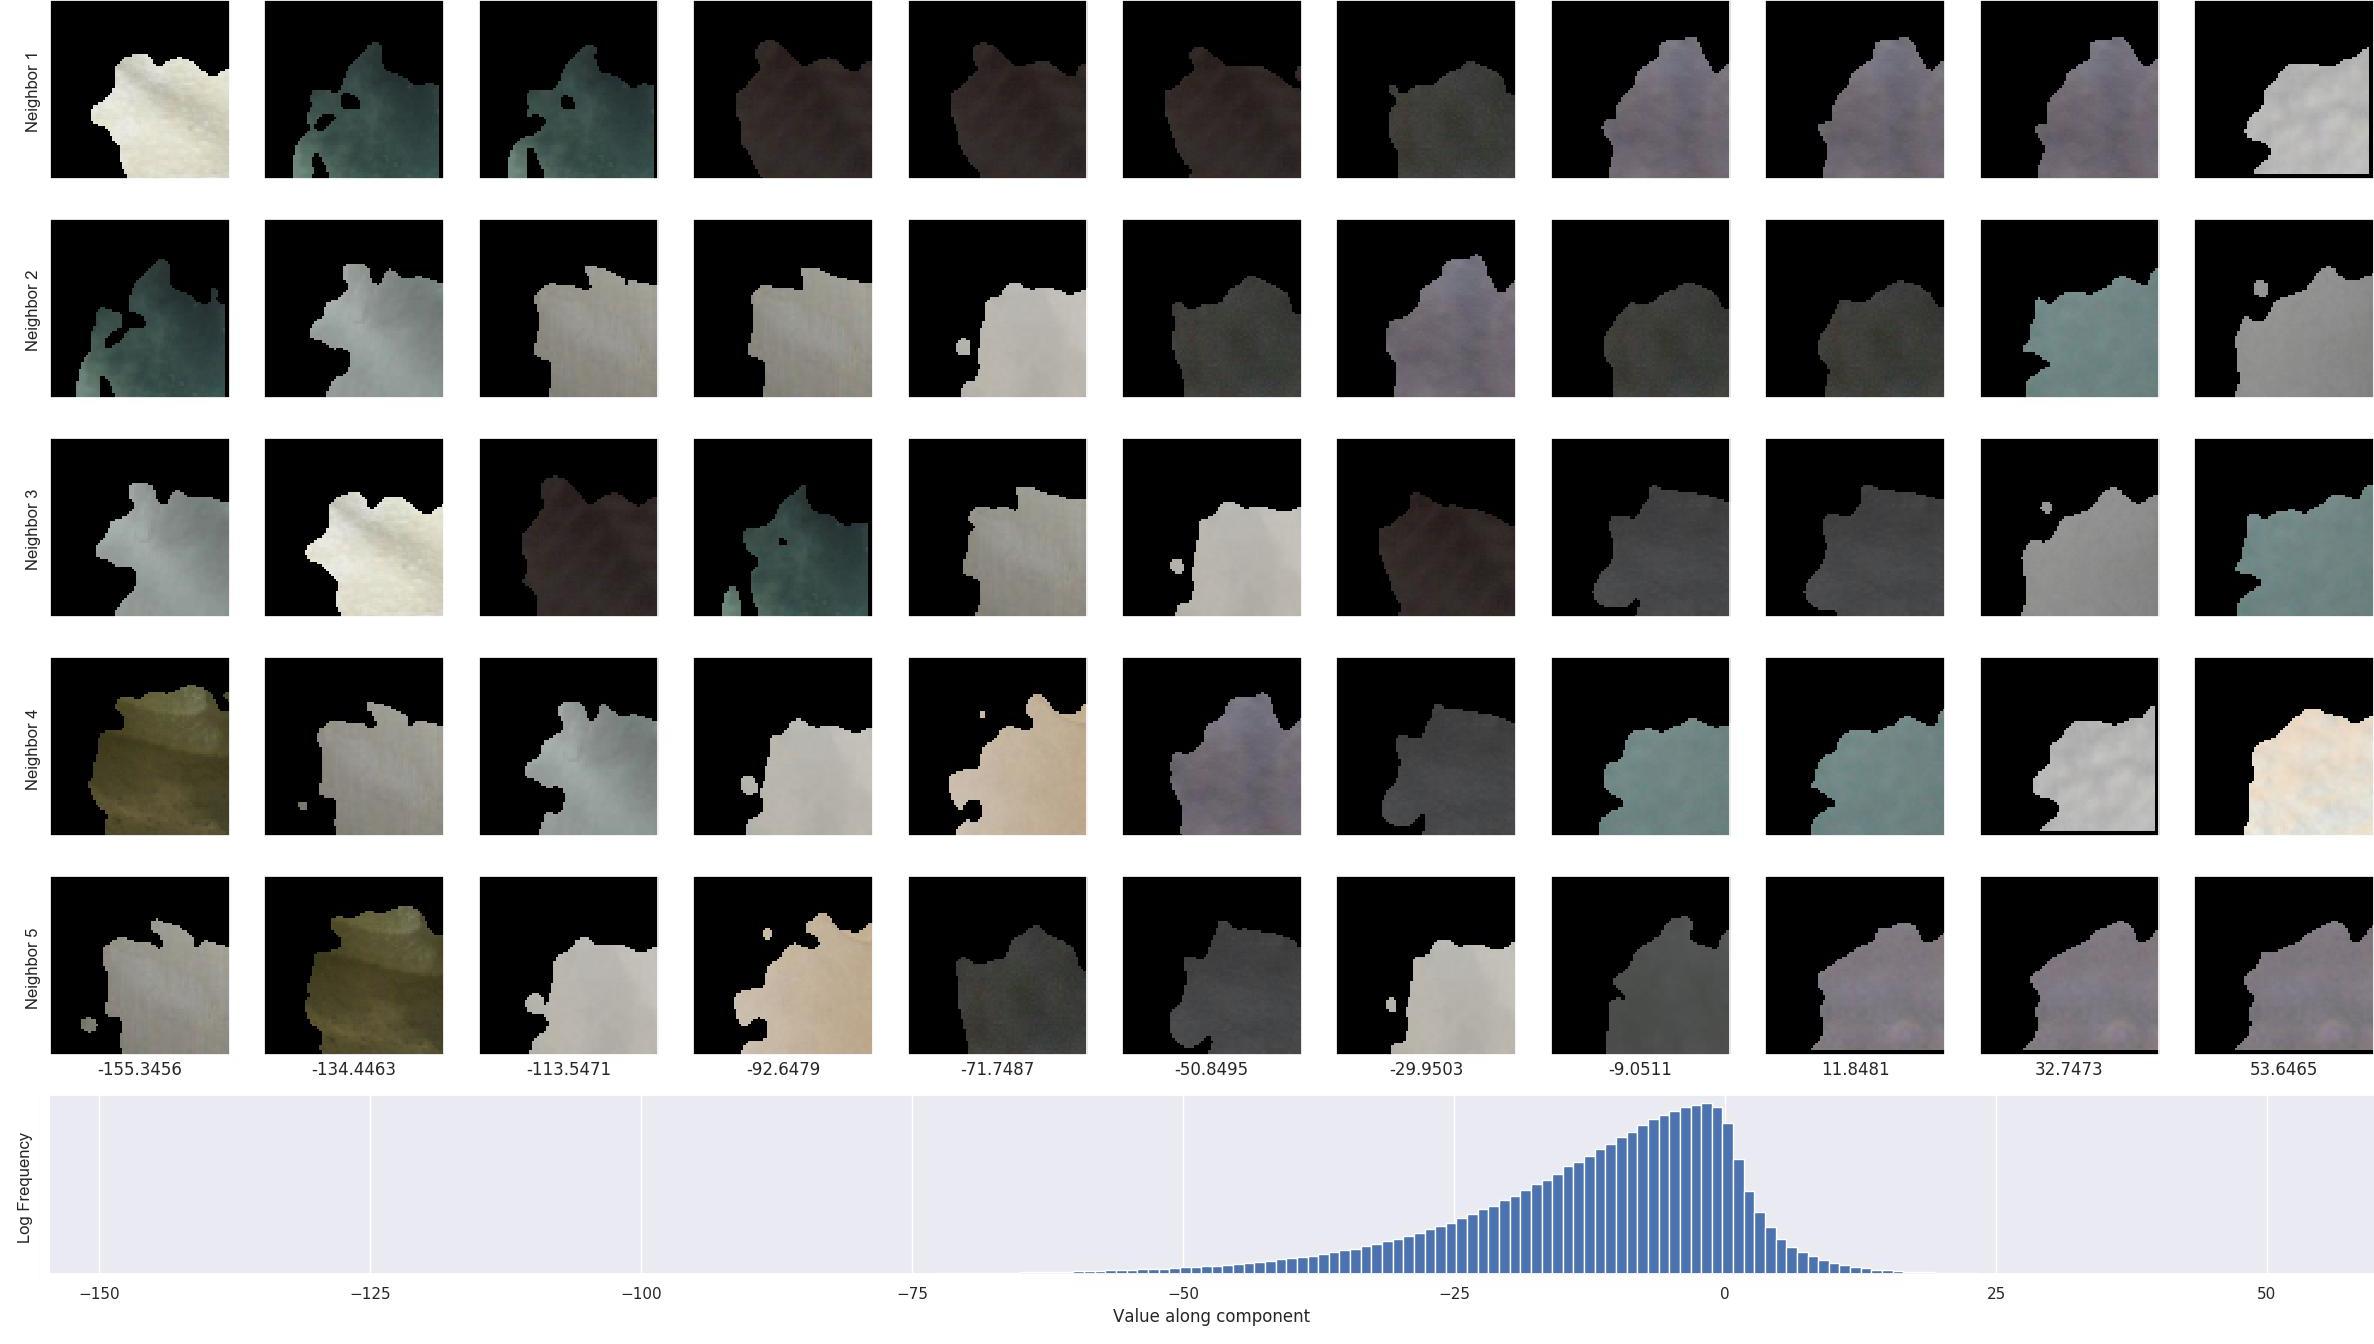 Neighbor 1
Neighbor 2
Neighbor 3
Neighbor 4
Neighbor 5
-155.3456 -134.4463 -113.5471 -92.6479 -71.7487 -50.8495 -29.9503 -9.0511 11.8481 32.7473 53.6465
Log Frequency
−150 −125 −100 −75 −50 −25 0 25 50
Value along component